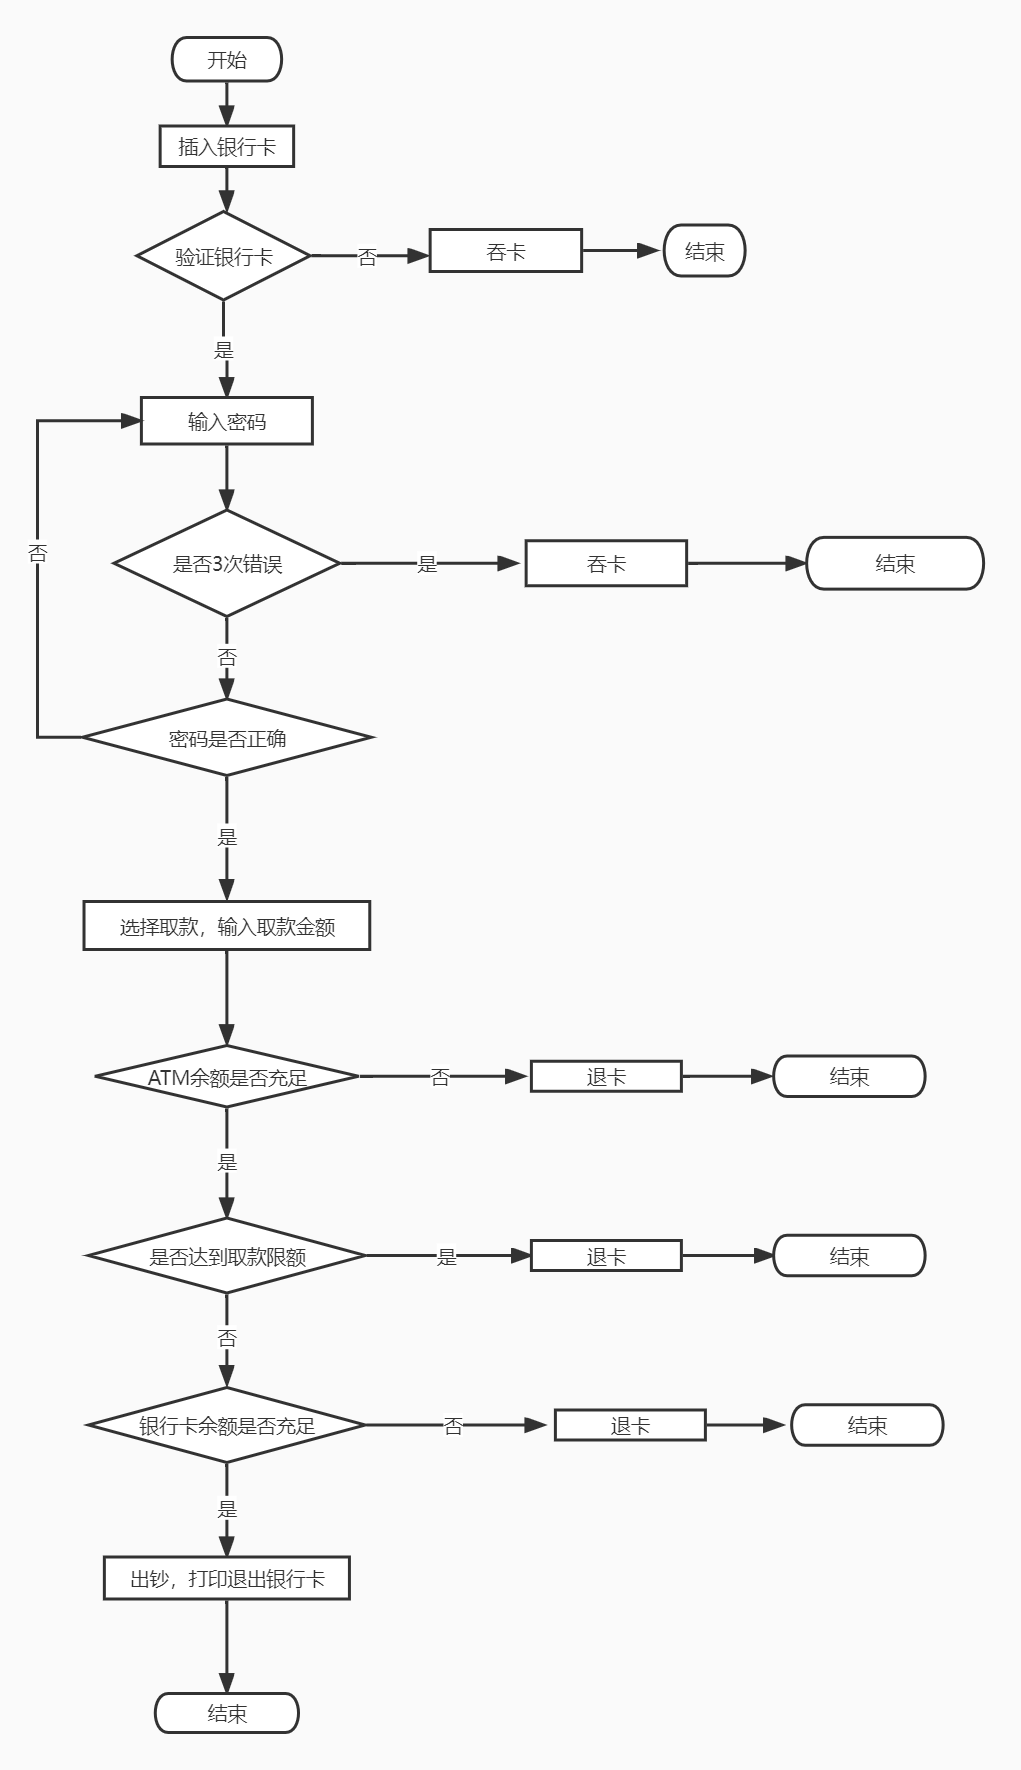 开始
插入银行卡
验证银行卡
否
吞卡
结束
是
输入密码
否
是否3次错误
是
吞卡
结束
否
密码是否正确
是
选择取款，输入取款金额
ATM余额是否充足
否
退卡
结束
是
是否达到取款限额
是
退卡
结束
否
银行卡余额是否充足
否
退卡
结束
是
出钞，打印退出银行卡
结束